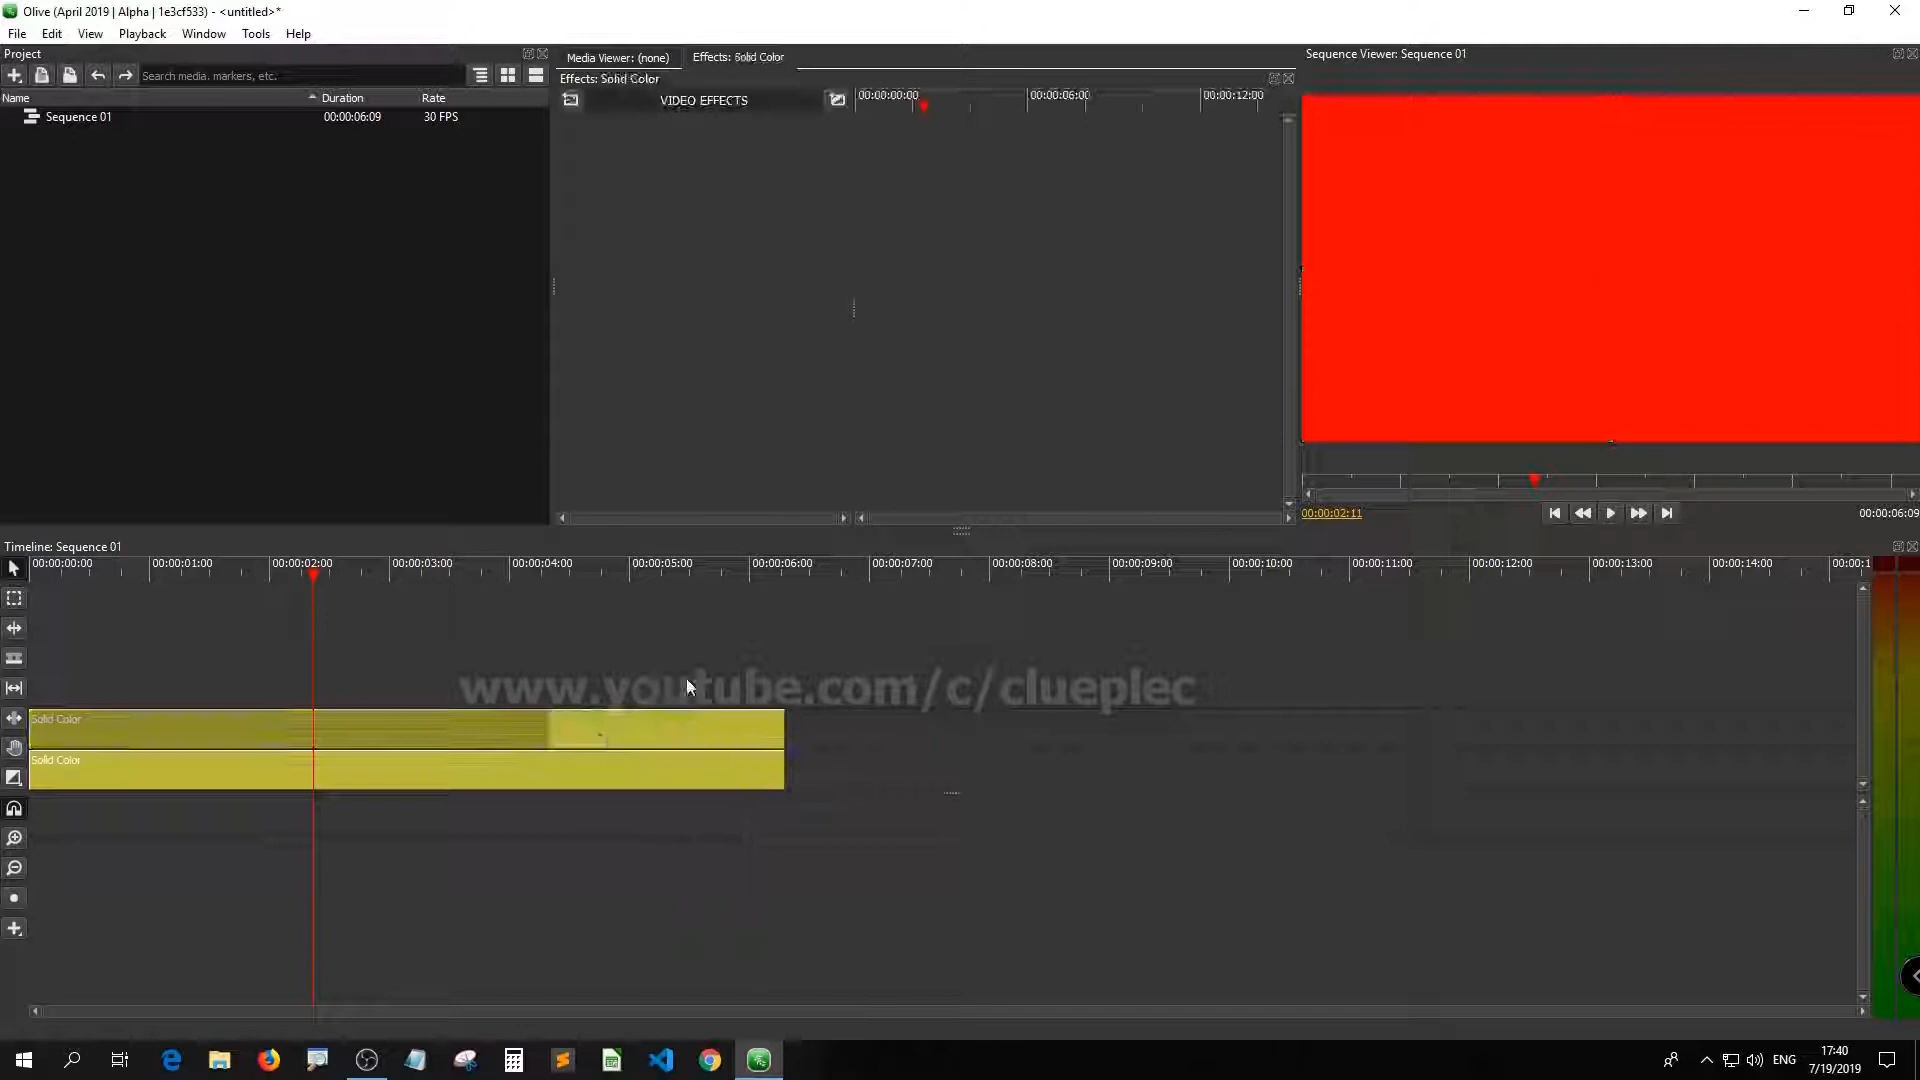 Olive (April 2019 | Alpha | 1e3cf533) - <untitled>*
File Edit View Playback Window Tools Help
Project
Search media, markers, etc.
Name Duration Rate
Sequence 01 00:00:06:09 30 FPS
Media Viewer: (none) Effects: Solid Color
Effects: Solid Color
VIDEO EFFECTS
00:00:00:00 00:00:06:00 00:00:12:00
Sequence Viewer: Sequence 01
00:00:02:11 00:00:06:09
Timeline: Sequence 01
00:00:00:00 00:00:01:00 00:00:02:00 00:00:03:00 00:00:04:00 00:00:05:00 00:00:06:00 00:00:07:00 00:00:08:00 00:00:09:00 00:00:10:00 00:00:11:00 00:00:12:00 00:00:13:00 00:00:14:00 00:00:1
www.youtube.com/c/clueplec
Solid Color
Solid Color
ENG
17:40
7/19/2019